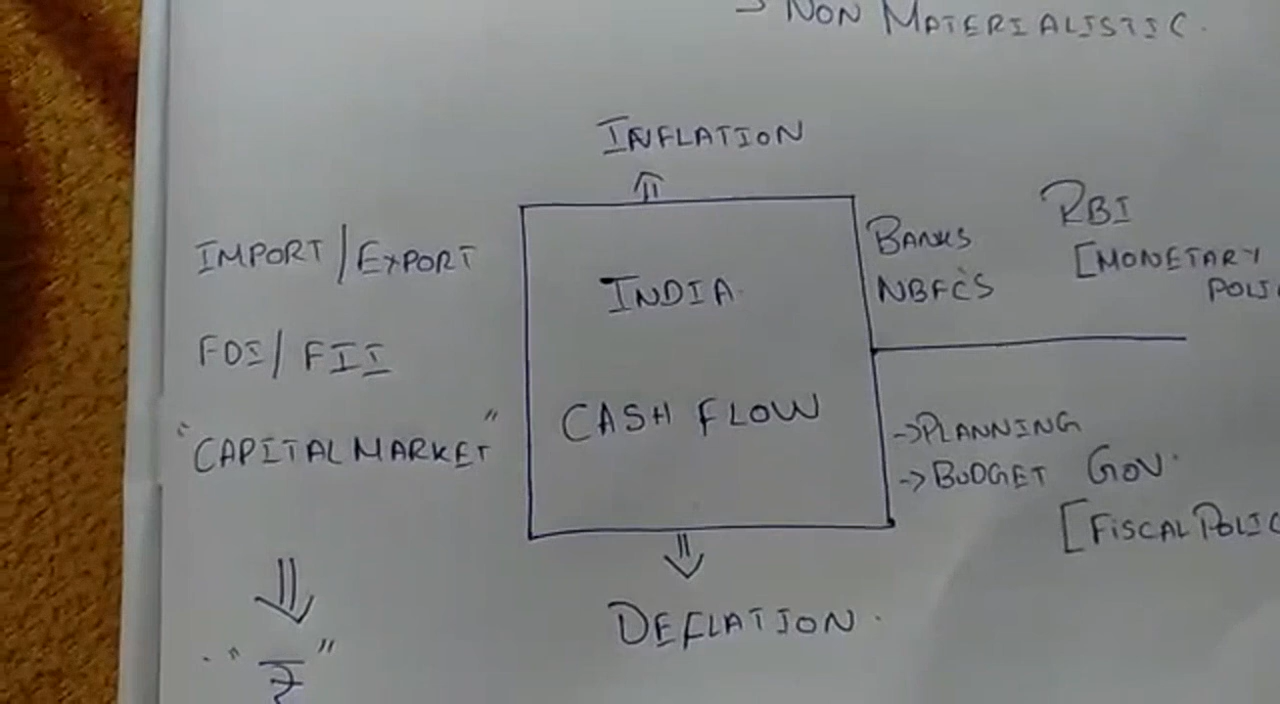 NON MATERIALISTIC.
INFLATION
IMPORT / EXPORT
FDI / FII
"CAPITAL MARKET"
"₹"
INDIA
CASH FLOW
BANKS
NBFC'S
RBI
[MONETARY
→PLANNING
→BUDGET GOV.
[FISCAL
DEFLATION.